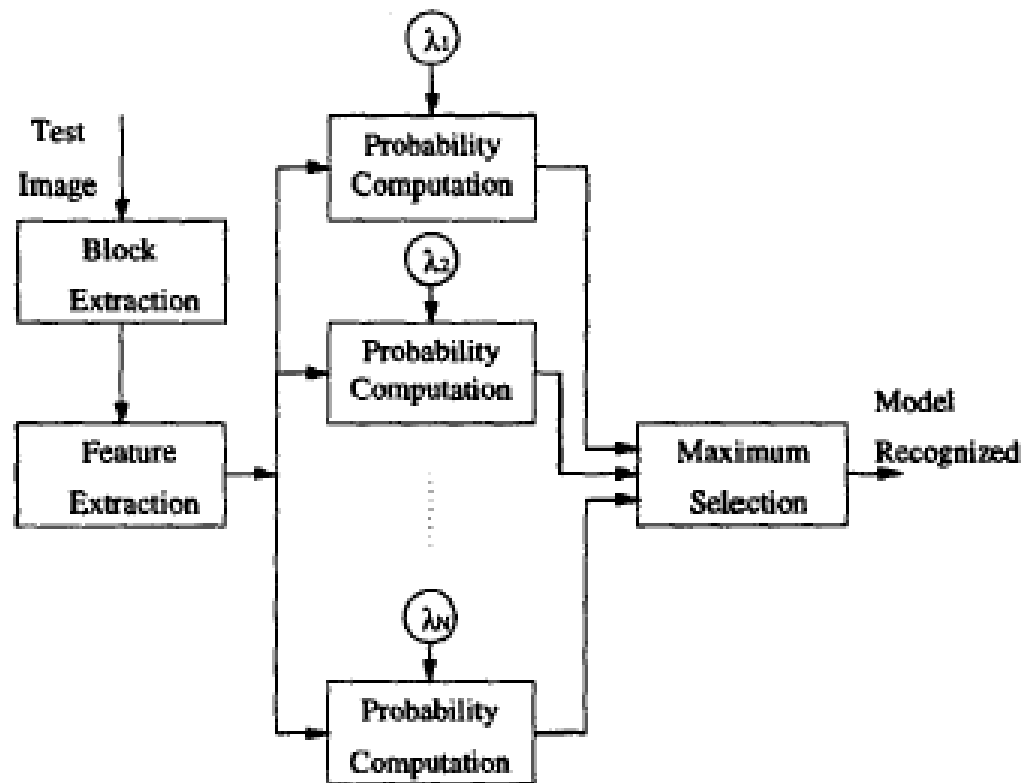 λ1
Test
Image
Probability
Computation
Block
Extraction
λ2
Probability
Computation
Feature
Extraction
Model
Recognized
Maximum
Selection
λN
Probability
Computation